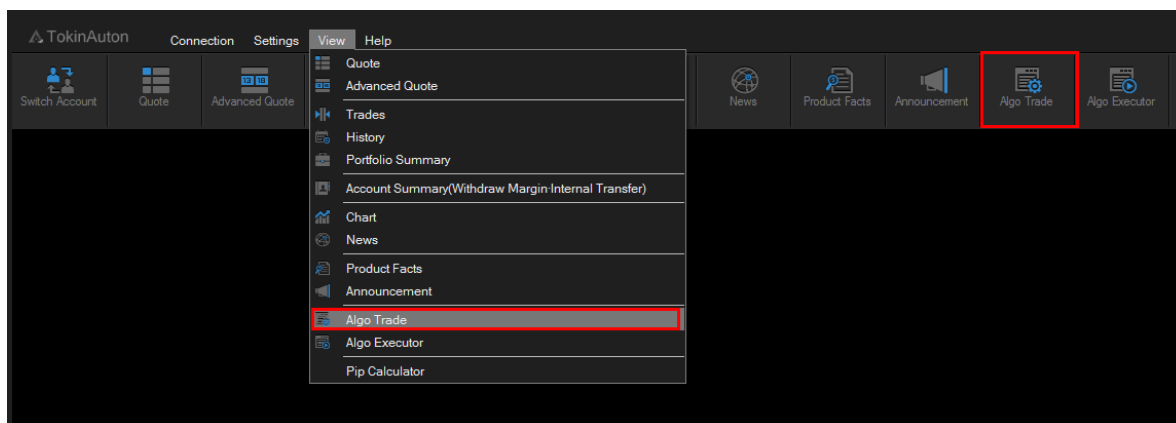 TokinAuton
Connection Settings View Help
Switch Account Quote Advanced Quote News Product Facts Announcement Algo Trade Algo Executor
Quote
Advanced Quote
Trades
History
Portfolio Summary
Account Summary(Withdraw Margin·Internal Transfer)
Chart
News
Product Facts
Announcement
Algo Trade
Algo Executor
Pip Calculator